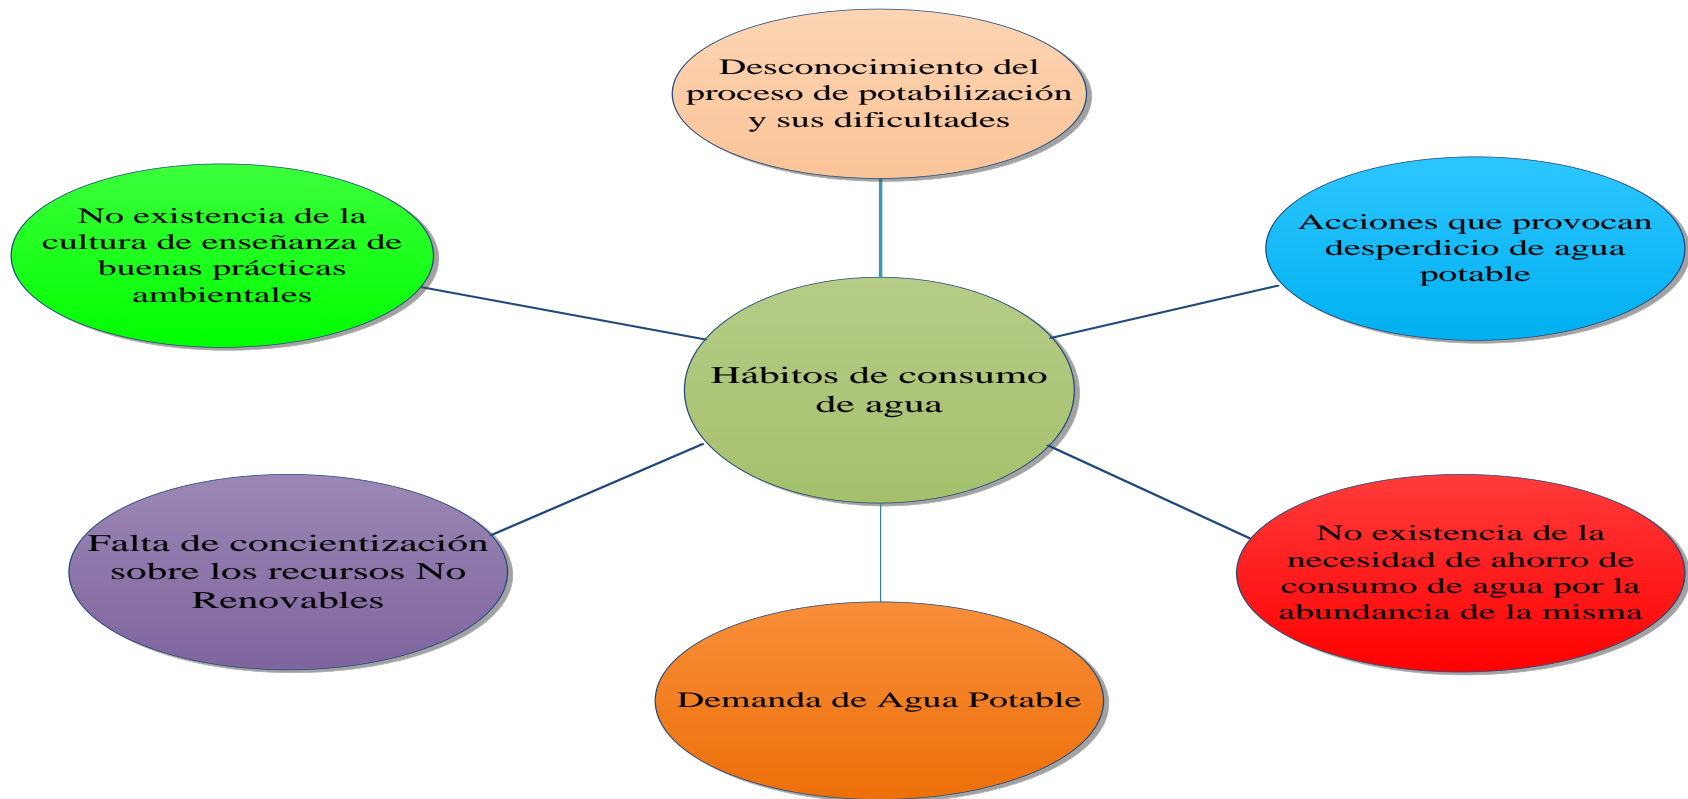 Desconocimiento del
proceso de potabilización
y sus dificultades
No existencia de la
cultura de enseñanza de
buenas prácticas
ambientales
Acciones que provocan
desperdicio de agua
potable
Hábitos de consumo
de agua
Falta de concientización
sobre los recursos No
Renovables
No existencia de la
necesidad de ahorro de
consumo de agua por la
abundancia de la misma
Demanda de Agua Potable